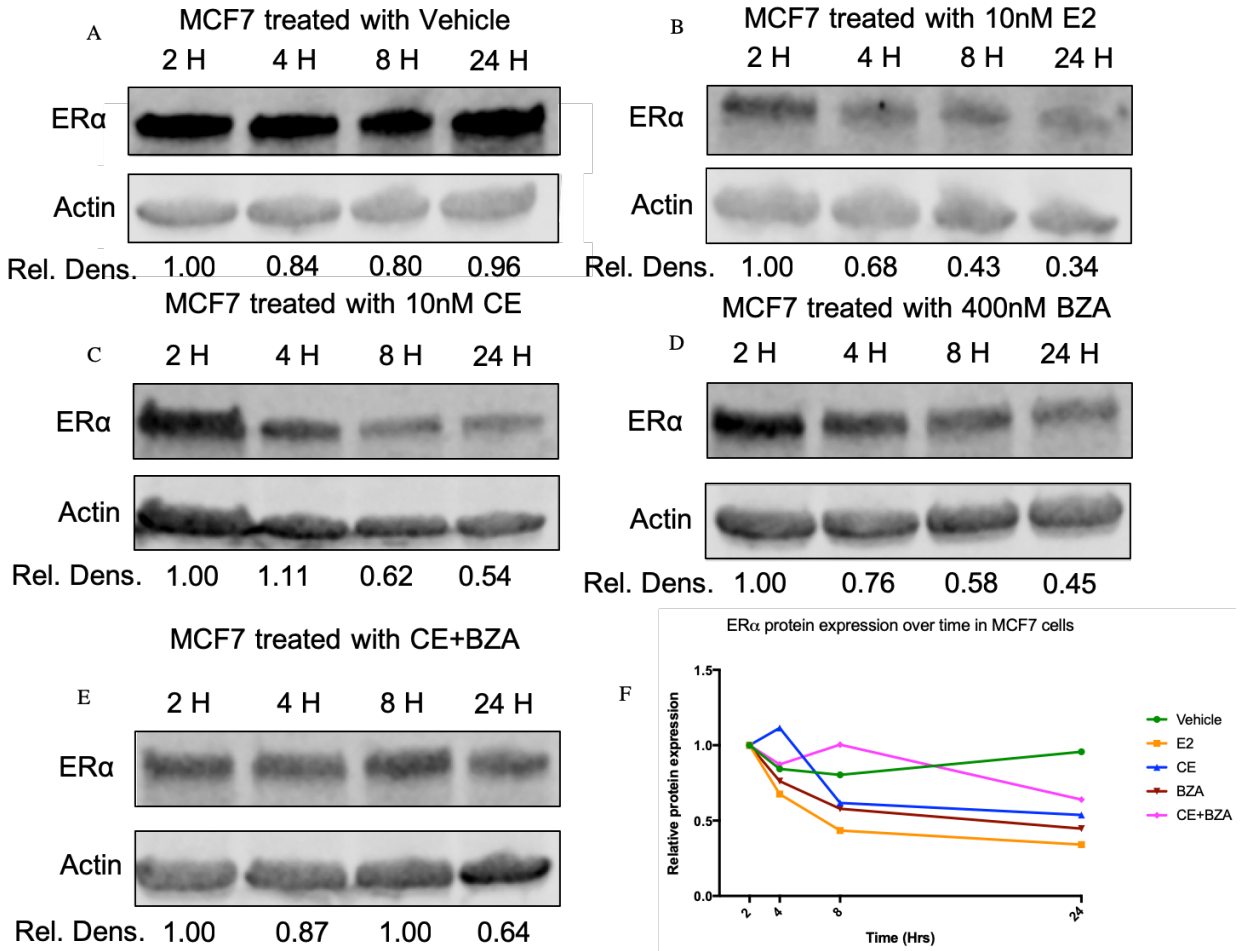 A
MCF7 treated with Vehicle
2 H 4 H 8 H 24 H
ERα
Actin
Rel. Dens. 1.00 0.84 0.80 0.96
B
MCF7 treated with 10nM E2
2 H 4 H 8 H 24 H
ERα
Actin
Rel. Dens. 1.00 0.68 0.43 0.34
MCF7 treated with 10nM CE
C
2 H 4 H 8 H 24 H
ERα
Actin
Rel. Dens. 1.00 1.11 0.62 0.54
MCF7 treated with 400nM BZA
D
2 H 4 H 8 H 24 H
ERα
Actin
Rel. Dens. 1.00 0.76 0.58 0.45
MCF7 treated with CE+BZA
E
2 H 4 H 8 H 24 H
ERα
Actin
Rel. Dens. 1.00 0.87 1.00 0.64
F
ERα protein expression over time in MCF7 cells
Relative protein expression
1.5
1.0
0.5
0.0
2 4 8 24
Time (Hrs)
Vehicle
E2
CE
BZA
CE+BZA